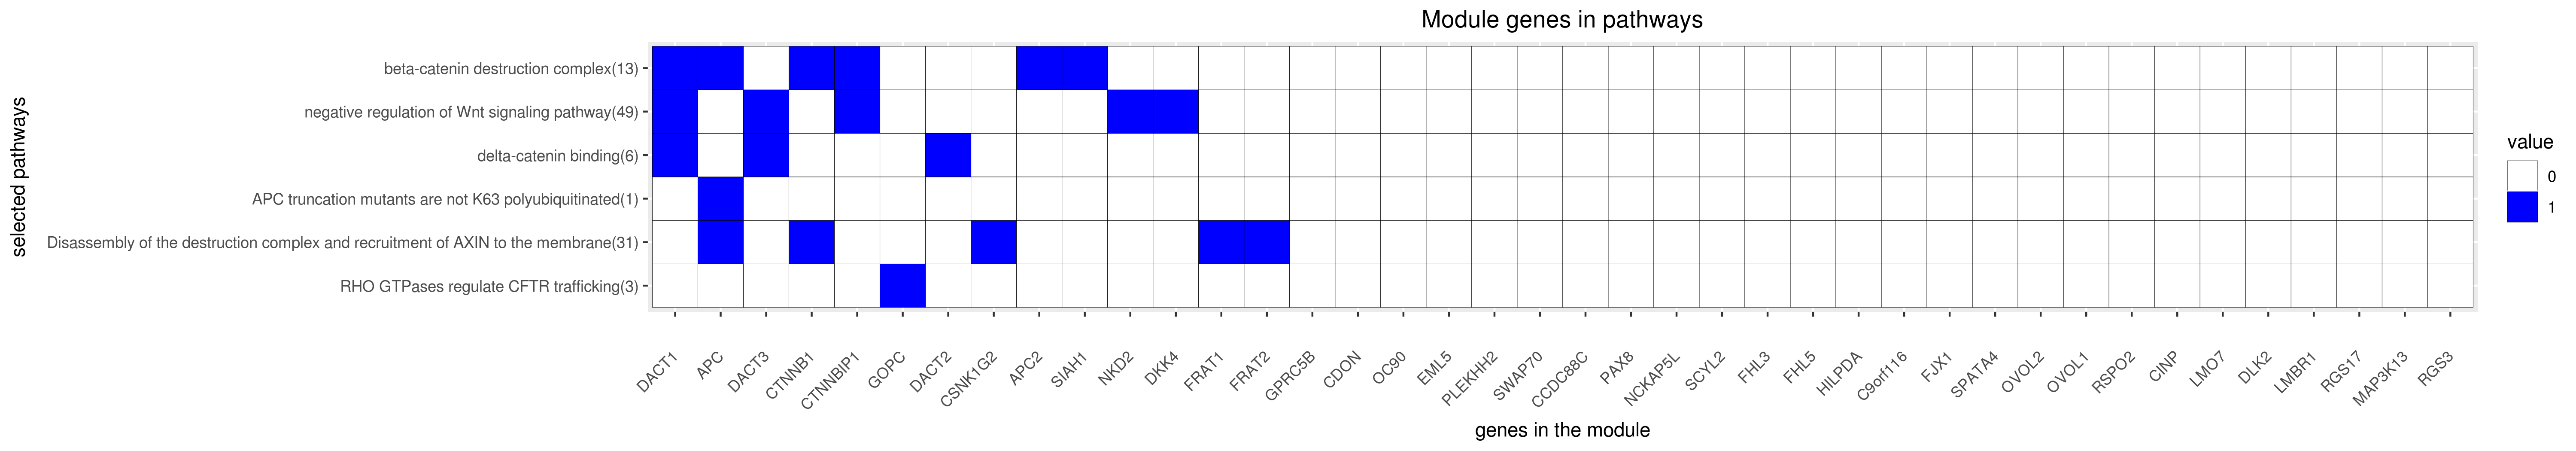 Module genes in pathways
selected pathways
beta-catenin destruction complex(13)
negative regulation of Wnt signaling pathway(49)
delta-catenin binding(6)
APC truncation mutants are not K63 polyubiquitinated(1)
Disassembly of the destruction complex and recruitment of AXIN to the membrane(31)
RHO GTPases regulate CFTR trafficking(3)
value
0
1
DACT1
APC
DACT3
CTNNB1
CTNNBIP1
GOPC
DACT2
CSNK1G2
APC2
SIAH1
NKD2
DKK4
FRAT1
FRAT2
GPRC5B
CDON
OC90
EML5
PLEKHH2
SWAP70
CCDC88C
PAX8
NCKAP5L
SCYL2
FHL3
FHL5
HILPDA
C9orf116
FJX1
SPATA4
OVOL2
OVOL1
RSPO2
CINP
LMO7
DLK2
LMBR1
RGS17
MAP3K13
RGS3
genes in the module